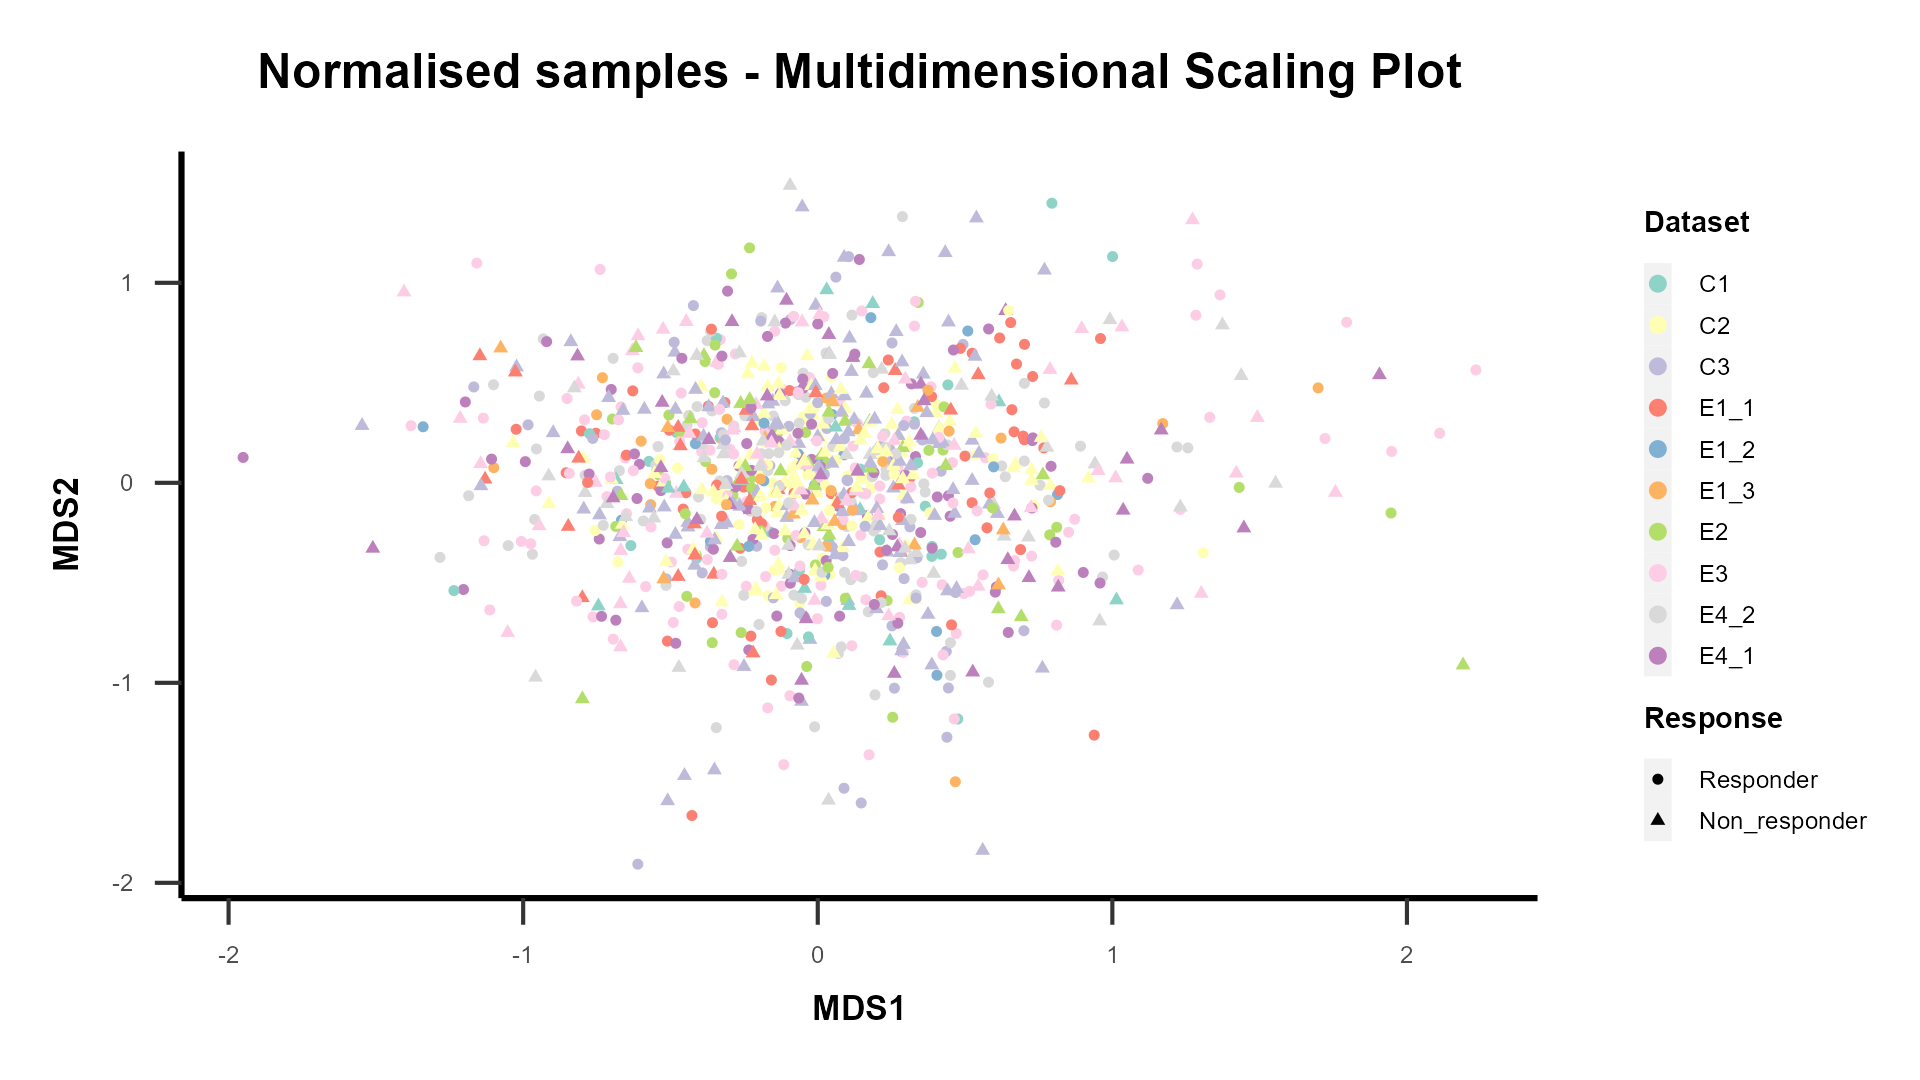 Normalised samples - Multidimensional Scaling Plot
1
0
-1
-2
MDS2
-2
-1
0
1
2
MDS1
Dataset
C1
C2
C3
E1_1
E1_2
E1_3
E2
E3
E4_2
E4_1
Response
Responder
Non_responder